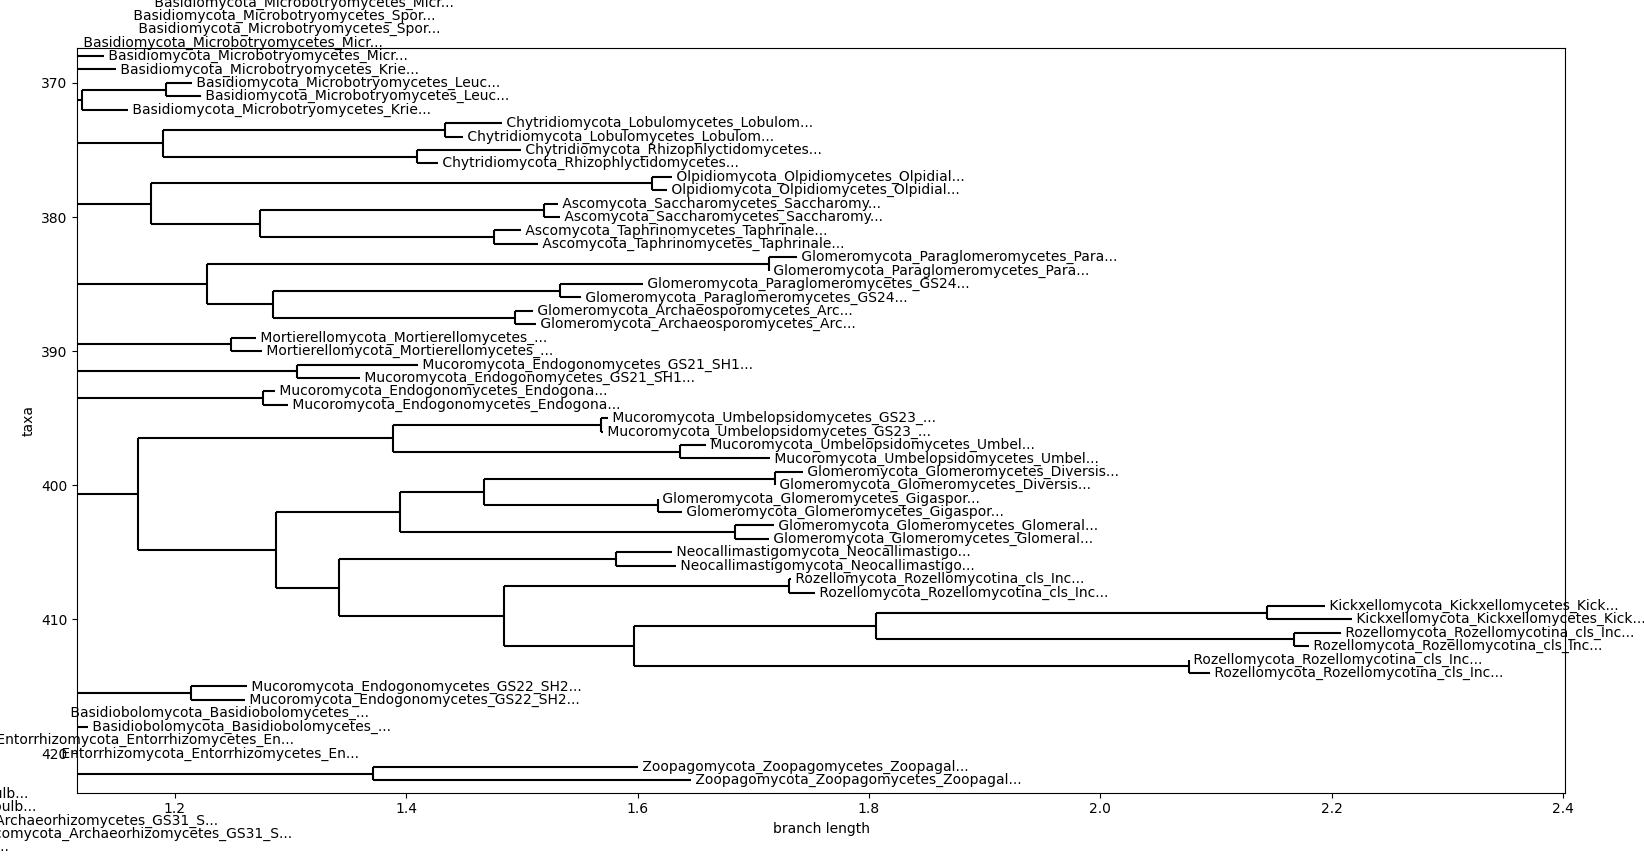 Basidiomycota_Microbotryomycetes_Micr...
Basidiomycota_Microbotryomycetes_Spor...
Basidiomycota_Microbotryomycetes_Spor...
Basidiomycota_Microbotryomycetes_Micr...
Basidiomycota_Microbotryomycetes_Micr...
Basidiomycota_Microbotryomycetes_Krie...
370
Basidiomycota_Microbotryomycetes_Leuc...
Basidiomycota_Microbotryomycetes_Leuc...
Basidiomycota_Microbotryomycetes_Krie...
Chytridiomycota_Lobulomycetes_Lobulom...
Chytridiomycota_Lobulomycetes_Lobulom...
Chytridiomycota_Rhizophlyctidomycetes...
Chytridiomycota_Rhizophlyctidomycetes...
Olpidiomycota_Olpidiomycetes_Olpidial...
Olpidiomycota_Olpidiomycetes_Olpidial...
Ascomycota_Saccharomycetes_Saccharomy...
380
Ascomycota_Saccharomycetes_Saccharomy...
Ascomycota_Taphrinomycetes_Taphrinale...
Ascomycota_Taphrinomycetes_Taphrinale...
Glomeromycota_Paraglomeromycetes_Para...
Glomeromycota_Paraglomeromycetes_Para...
Glomeromycota_Paraglomeromycetes_GS24...
Glomeromycota_Paraglomeromycetes_GS24...
Glomeromycota_Archaeosporomycetes_Arc...
Glomeromycota_Archaeosporomycetes_Arc...
Mortierellomycota_Mortierellomycetes_...
390
Mortierellomycota_Mortierellomycetes_...
Mucoromycota_Endogonomycetes_GS21_SH1...
Mucoromycota_Endogonomycetes_GS21_SH1...
Mucoromycota_Endogonomycetes_Endogona...
Mucoromycota_Endogonomycetes_Endogona...
taxa
Mucoromycota_Umbelopsidomycetes_GS23_...
Mucoromycota_Umbelopsidomycetes_GS23_...
Mucoromycota_Umbelopsidomycetes_Umbel...
Mucoromycota_Umbelopsidomycetes_Umbel...
Glomeromycota_Glomeromycetes_Diversis...
400
Glomeromycota_Glomeromycetes_Diversis...
Glomeromycota_Glomeromycetes_Gigaspor...
Glomeromycota_Glomeromycetes_Gigaspor...
Glomeromycota_Glomeromycetes_Glomeral...
Glomeromycota_Glomeromycetes_Glomeral...
Neocallimastigomycota_Neocallimastigo...
Neocallimastigomycota_Neocallimastigo...
Rozellomycota_Rozellomycotina_cls_Inc...
Rozellomycota_Rozellomycotina_cls_Inc...
Kickxellomycota_Kickxellomycetes_Kick...
410
Kickxellomycota_Kickxellomycetes_Kick...
Rozellomycota_Rozellomycotina_cls_Inc...
Rozellomycota_Rozellomycotina_cls_Inc...
Rozellomycota_Rozellomycotina_cls_Inc...
Rozellomycota_Rozellomycotina_cls_Inc...
Mucoromycota_Endogonomycetes_GS22_SH2...
Mucoromycota_Endogonomycetes_GS22_SH2...
Basidiobolomycota_Basidiobolomycetes_...
Basidiobolomycota_Basidiobolomycetes_...
Entorrhizomycota_Entorrhizomycetes_En...
420
Entorrhizomycota_Entorrhizomycetes_En...
Zoopagomycota_Zoopagomycetes_Zoopagal...
Zoopagomycota_Zoopagomycetes_Zoopagal...
ulb...
1.2 1.4 1.6 1.8 2.0 2.2 2.4
oulb...
Archaeorhizomycetes_GS31_S...
comycota_Archaeorhizomycetes_GS31_S...
branch length
...